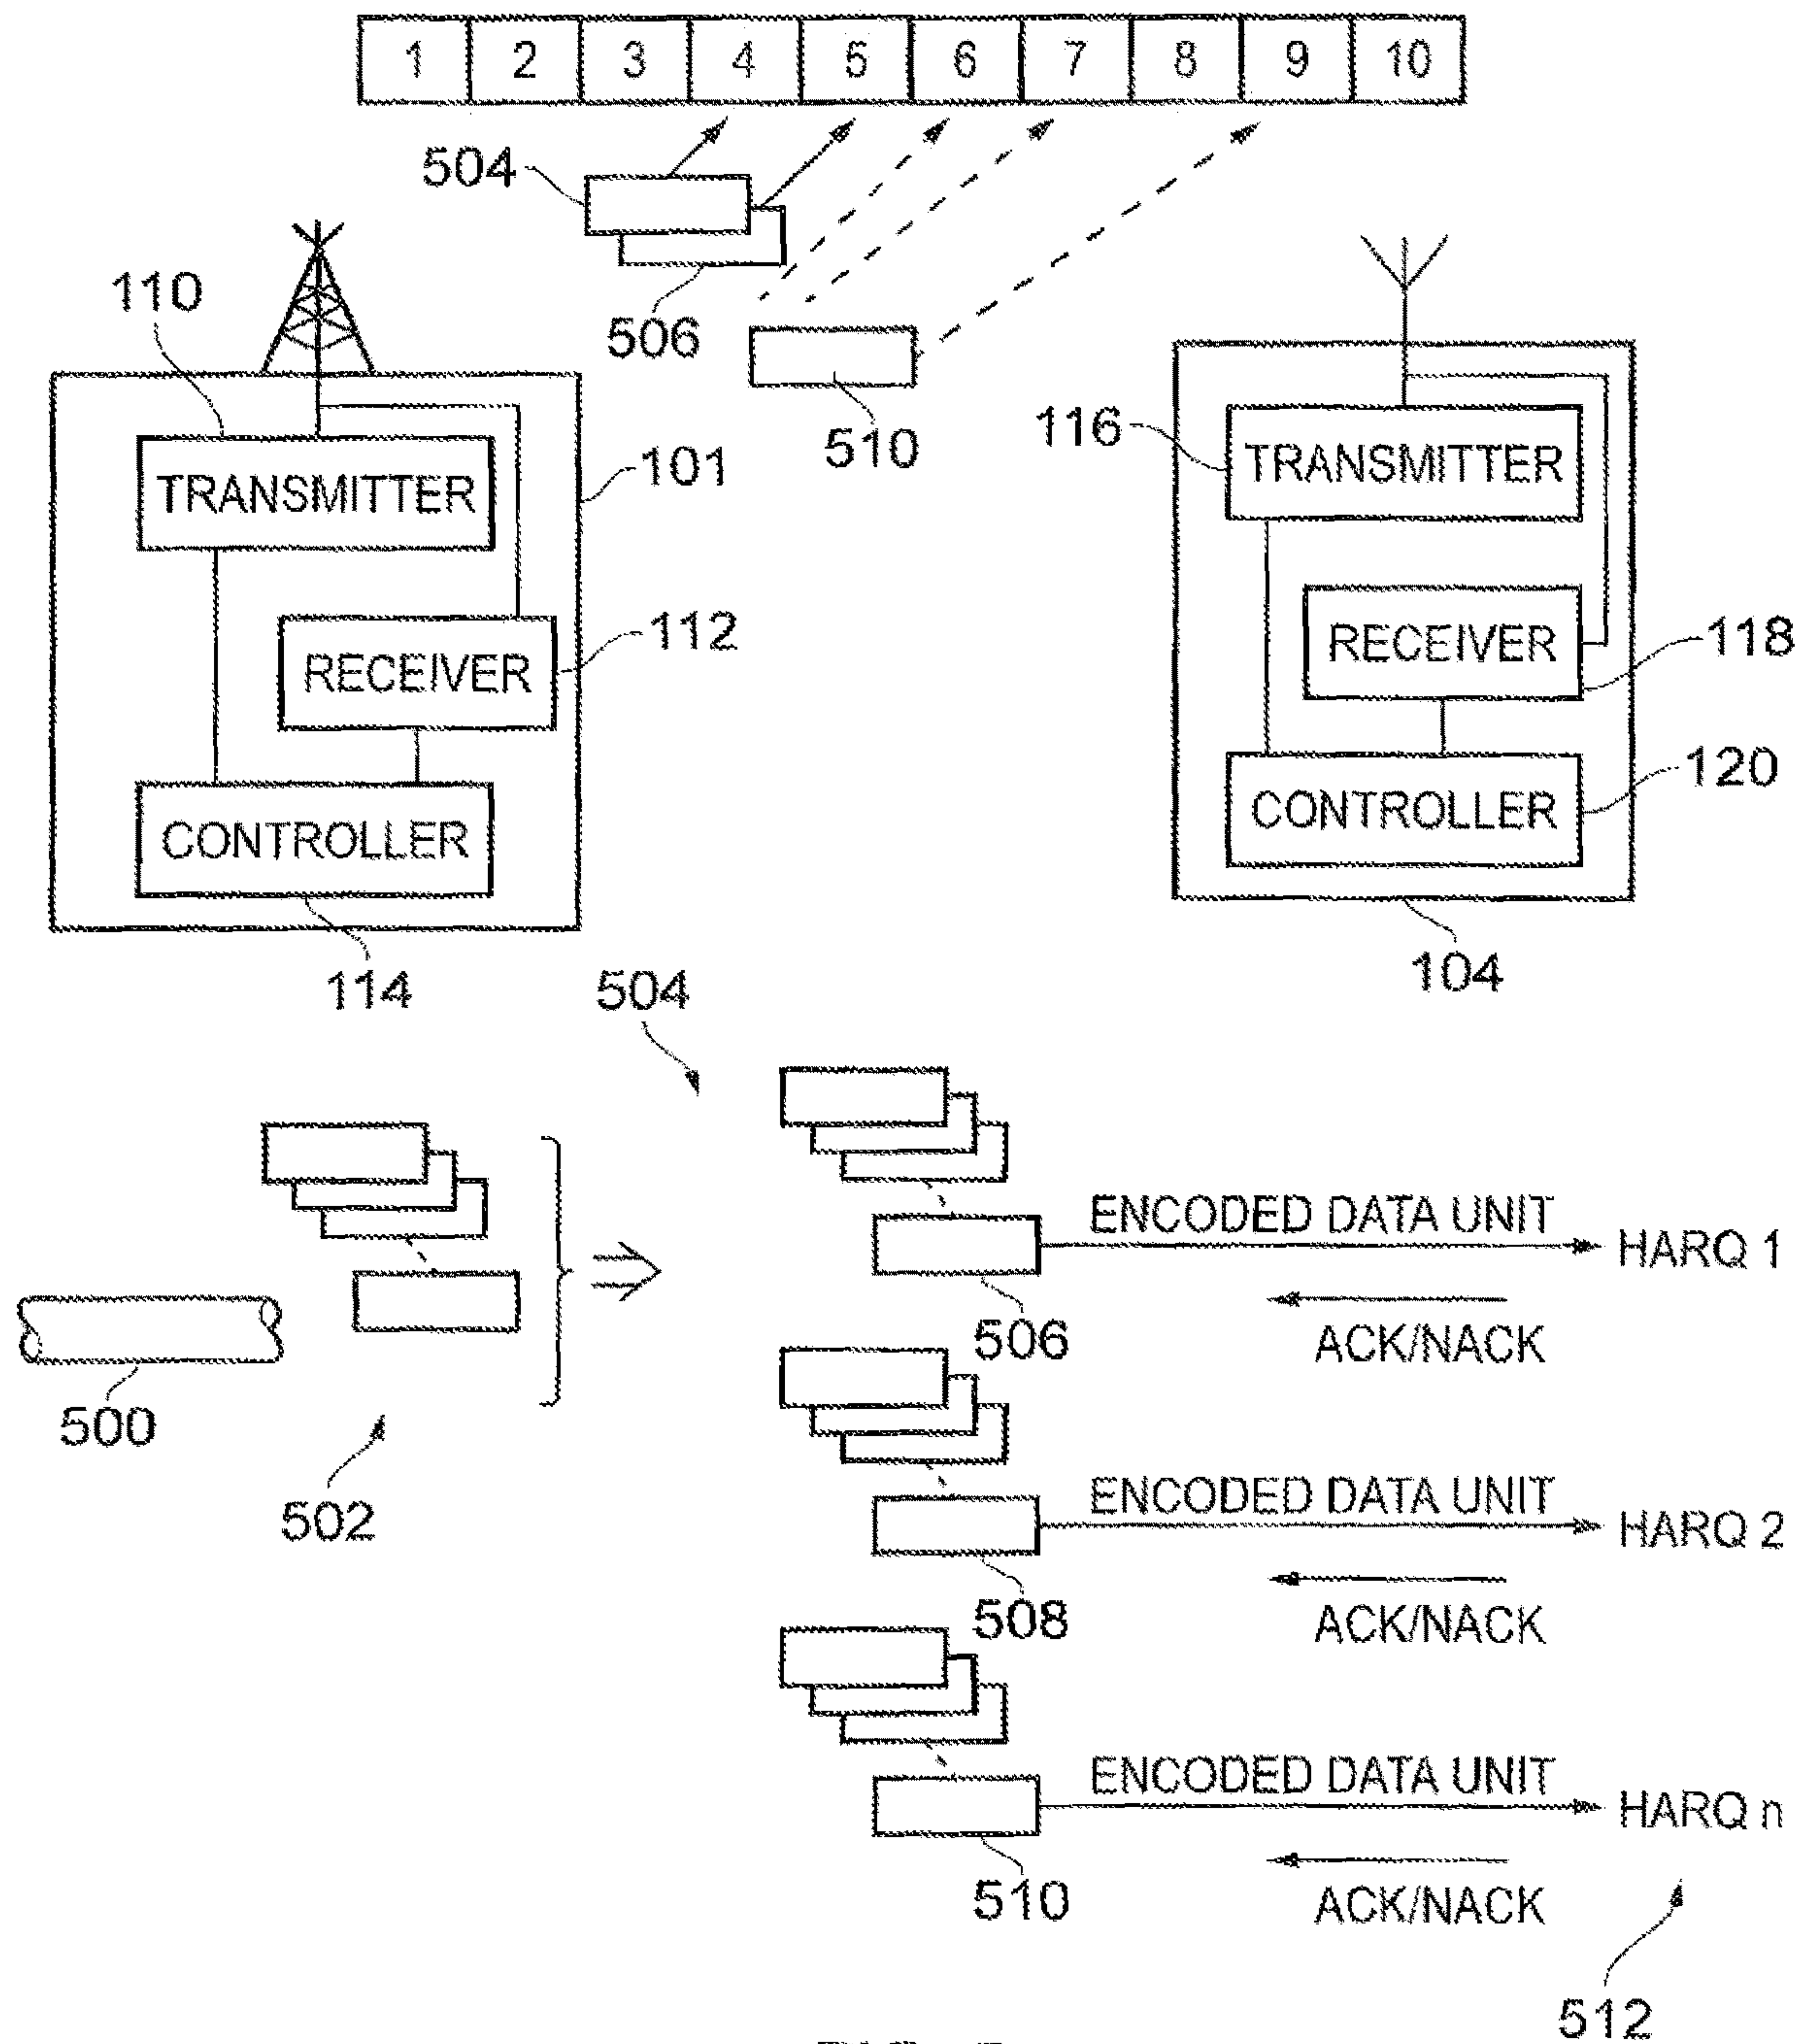 1 2 3 4 5 6 7 8 9 10
504
506
510
110
TRANSMITTER
101
RECEIVER
112
CONTROLLER
114
116
TRANSMITTER
RECEIVER
118
CONTROLLER
120
104
504
500
502
ENCODED DATA UNIT
HARQ 1
506
ACK/NACK
ENCODED DATA UNIT
HARQ 2
508
ACK/NACK
ENCODED DATA UNIT
HARQ n
510
ACK/NACK
512